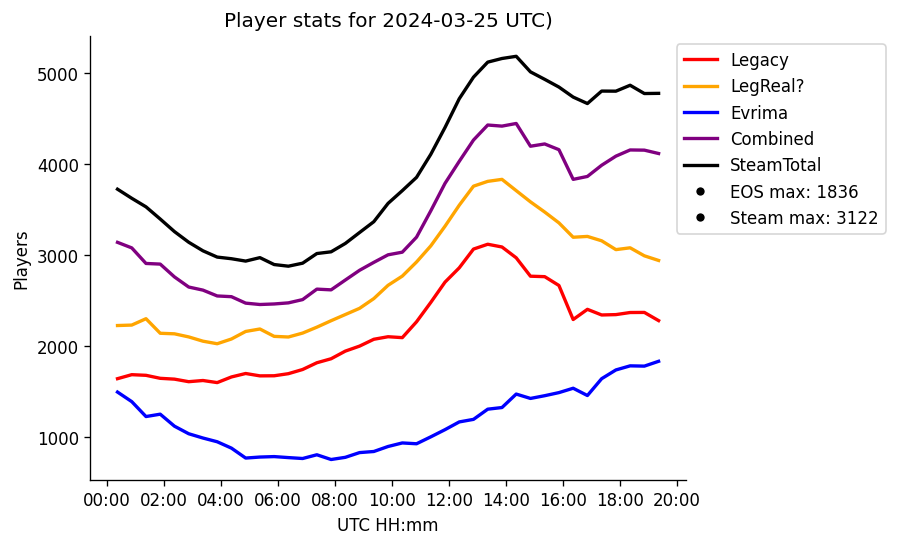 Player stats for 2024-03-25 UTC)
Legacy
LegReal?
Evrima
Combined
SteamTotal
EOS max: 1836
Steam max: 3122
Players
5000
4000
3000
2000
1000
00:00 02:00 04:00 06:00 08:00 10:00 12:00 14:00 16:00 18:00 20:00
UTC HH:mm